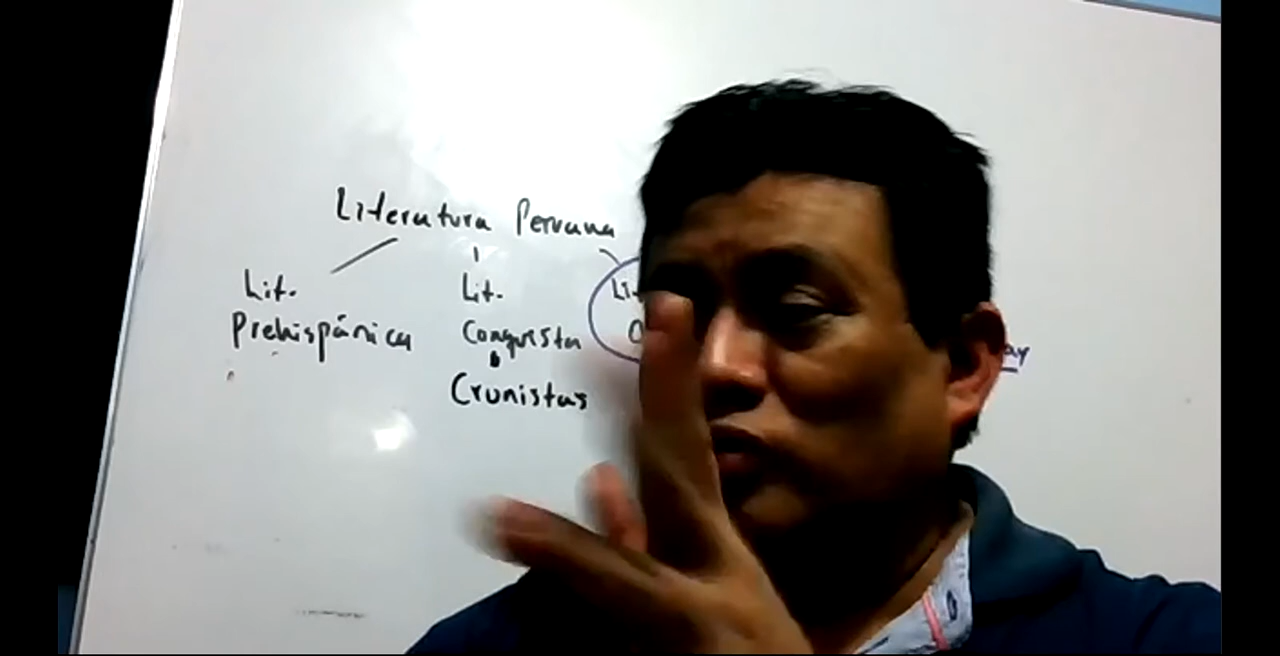 Literatura Peruana
Lit. Lit.
Prehispánica Conquista
Cronistas